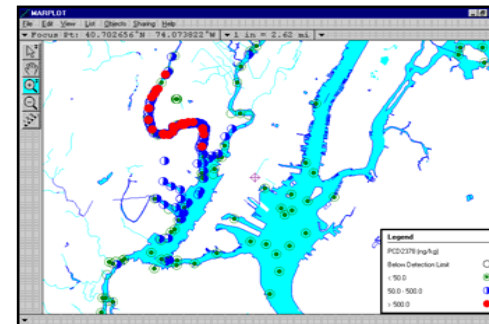 MARPLOT
File Edit View List Objects Sharing Help
Focus Pt: 40.702656°N 74.073822°W 1 in = 2.62 mi
Legend
PCD2378 (ng/kg)
Below Detection Limit
< 50.0
50.0 - 500.0
> 500.0